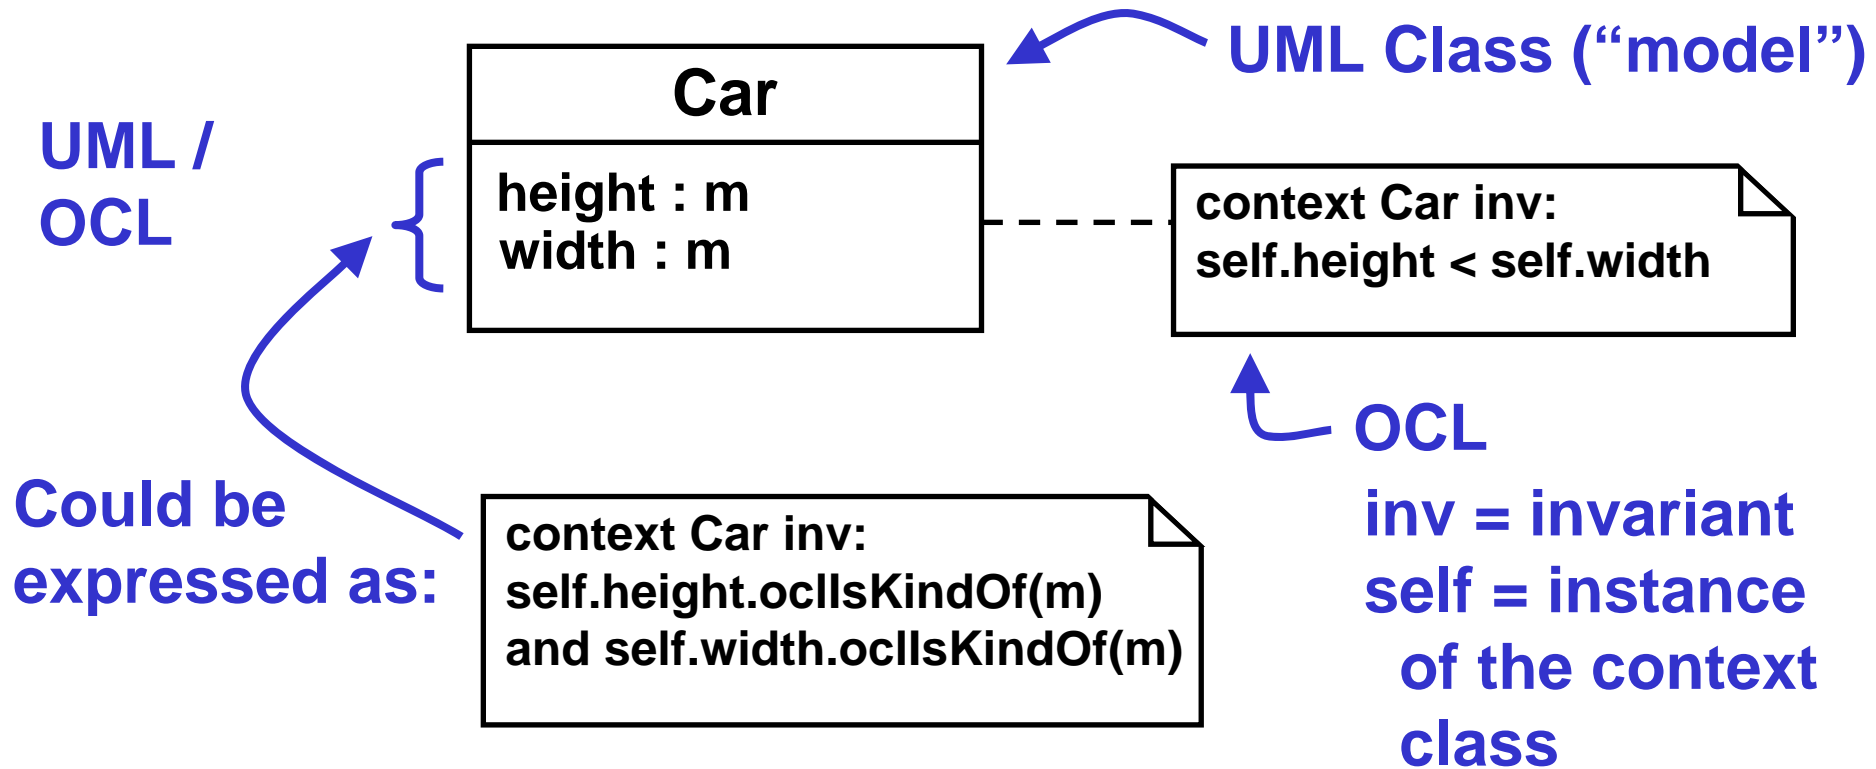 UML Class (“model”)
Car
UML /
OCL
height : m
width : m
context Car inv:
self.height < self.width
OCL
inv = invariant
self = instance
of the context
class
Could be
expressed as:
context Car inv:
self.height.oclIsKindOf(m)
and self.width.oclIsKindOf(m)